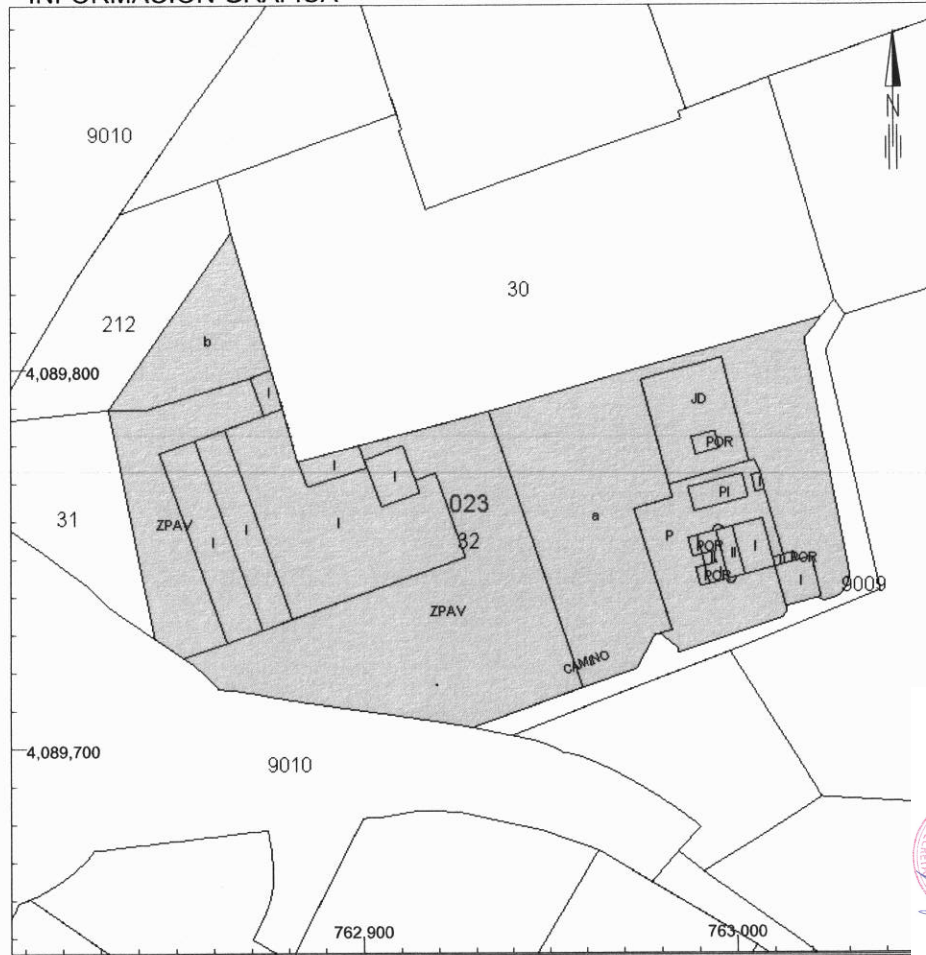 INFORMACIÓN GRÁFICA
N
9010
30
212
b
4,089,800
I
JD
POR
I
I
PI
I
023
31
ZPAV
I
I
I
a
P
32
POR
II
I
POR
I
POR
I
9009
ZPAV
CAMINO
4,089,700
9010
762,900
763,000